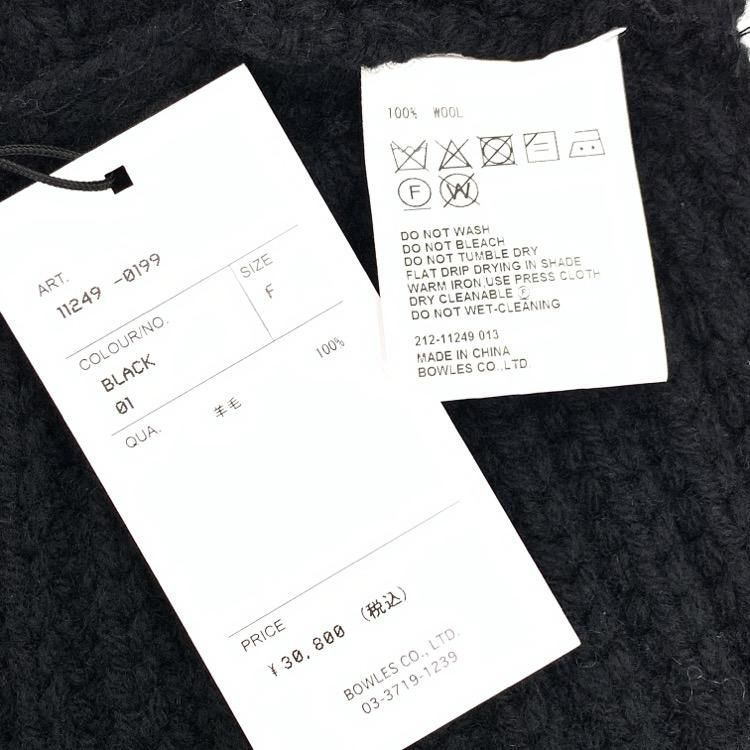 ART.
11249 -0199
SIZE
F
COLOUR/NO.
BLACK
01
QUA.
羊毛 100%
PRICE
¥30,800 (税込)
BOWLES CO., LTD.
03-3719-1239
100% WOOL
F W
DO NOT WASH
DO NOT BLEACH
DO NOT TUMBLE DRY
FLAT DRIP DRYING IN SHADE
WARM IRON,USE PRESS CLOTH
DRY CLEANABLE Ⓕ
DO NOT WET-CLEANING
212-11249 013
MADE IN CHINA
BOWLES CO.,LTD.